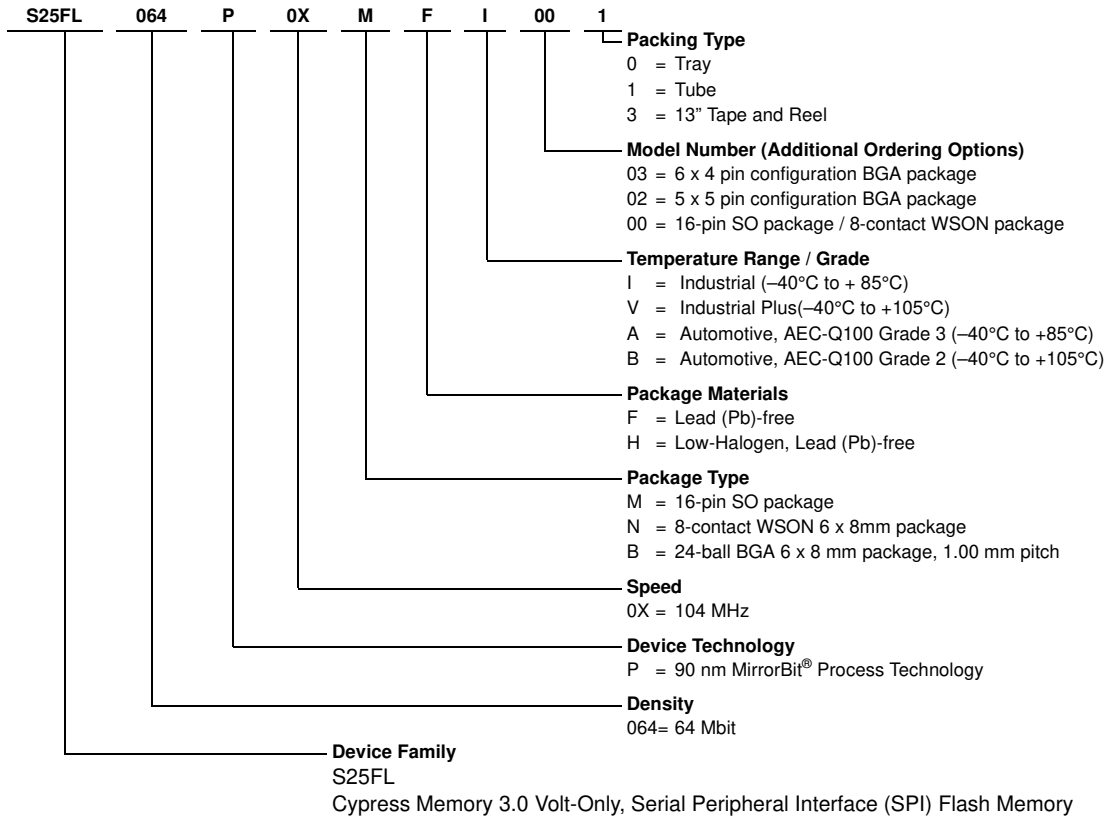 S25FL 064 P 0X M F I 00 1
Packing Type
0 = Tray
1 = Tube
3 = 13” Tape and Reel
Model Number (Additional Ordering Options)
03 = 6 x 4 pin configuration BGA package
02 = 5 x 5 pin configuration BGA package
00 = 16-pin SO package / 8-contact WSON package
Temperature Range / Grade
I = Industrial (–40°C to + 85°C)
V = Industrial Plus(–40°C to +105°C)
A = Automotive, AEC-Q100 Grade 3 (–40°C to +85°C)
B = Automotive, AEC-Q100 Grade 2 (–40°C to +105°C)
Package Materials
F = Lead (Pb)-free
H = Low-Halogen, Lead (Pb)-free
Package Type
M = 16-pin SO package
N = 8-contact WSON 6 x 8mm package
B = 24-ball BGA 6 x 8 mm package, 1.00 mm pitch
Speed
0X = 104 MHz
Device Technology
P = 90 nm MirrorBit® Process Technology
Density
064= 64 Mbit
Device Family
S25FL
Cypress Memory 3.0 Volt-Only, Serial Peripheral Interface (SPI) Flash Memory